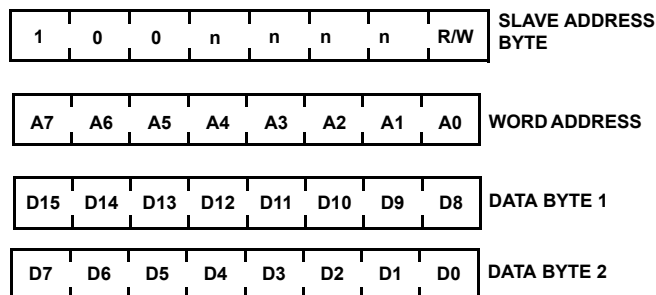 1 0 0 n n n n R/W SLAVE ADDRESS
BYTE
A7 A6 A5 A4 A3 A2 A1 A0 WORD ADDRESS
D15 D14 D13 D12 D11 D10 D9 D8 DATA BYTE 1
D7 D6 D5 D4 D3 D2 D1 D0 DATA BYTE 2